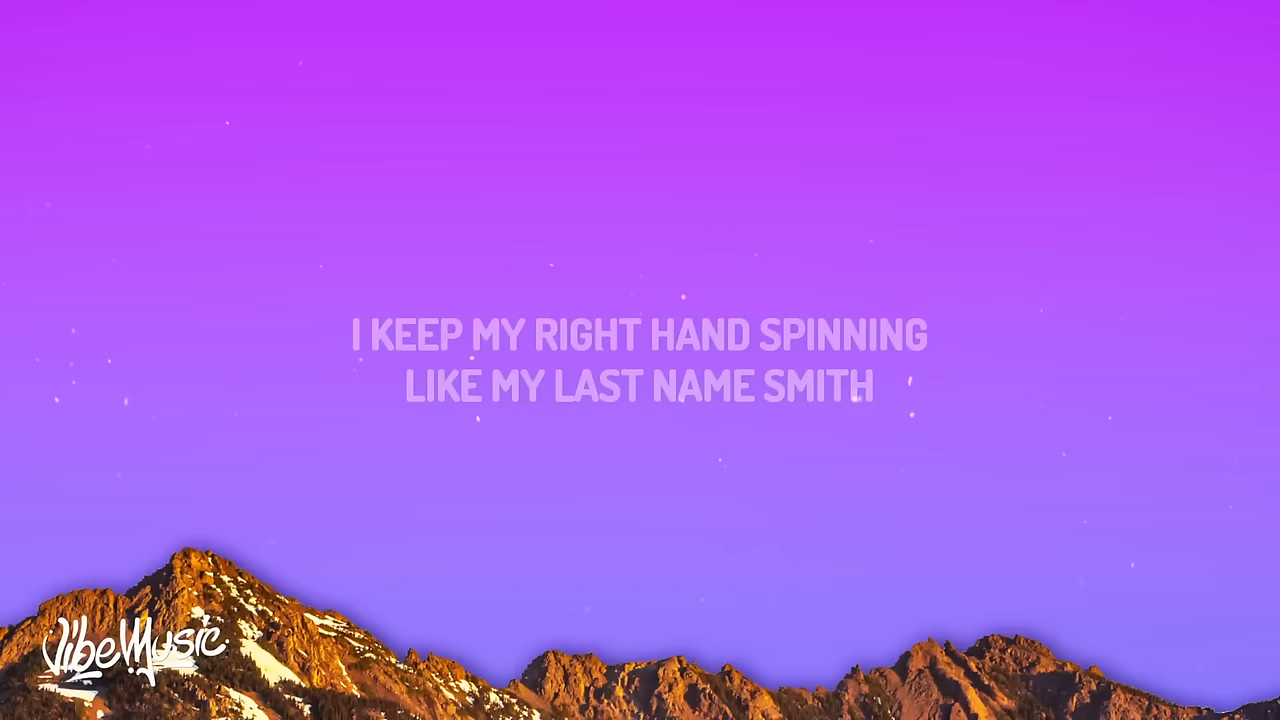 I KEEP MY RIGHT HAND SPINNING
LIKE MY LAST NAME SMITH
VibeMusic